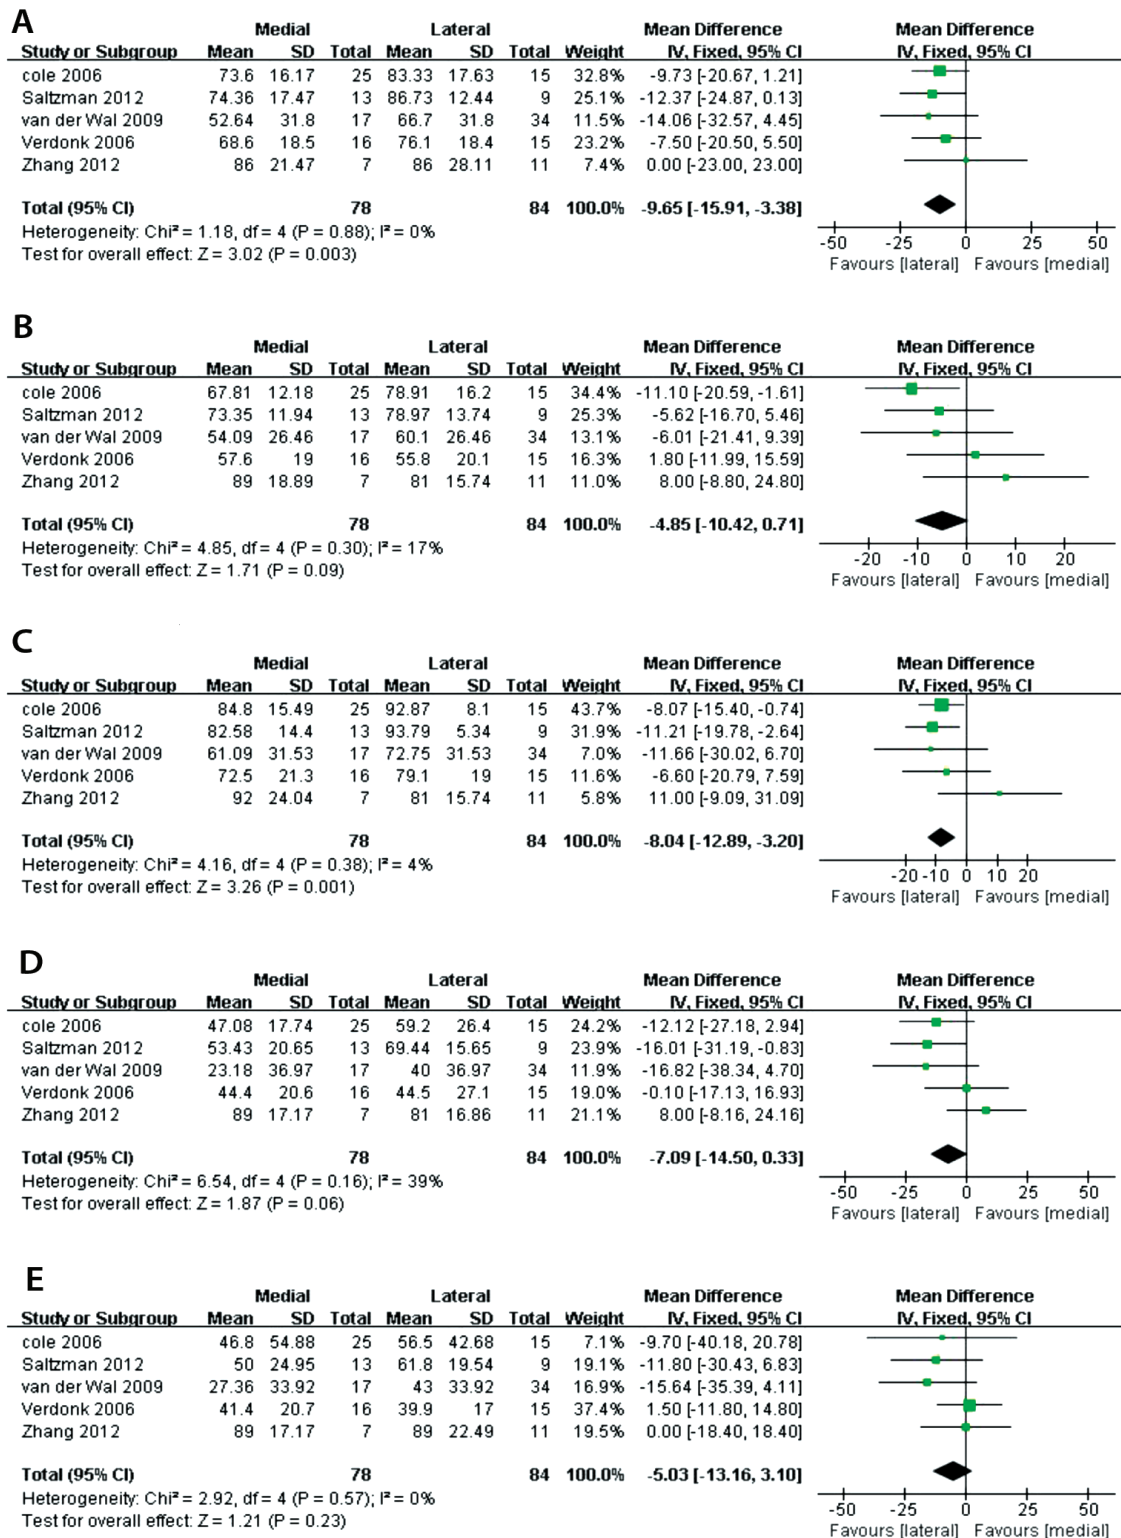 A
Medial Lateral Mean Difference Mean Difference
Study or Subgroup Mean SD Total Mean SD Total Weight IV, Fixed, 95% CI IV, Fixed, 95% CI
cole 2006 73.6 16.17 25 83.33 17.63 15 32.8% -9.73 [-20.67, 1.21]
Saltzman 2012 74.36 17.47 13 86.73 12.44 9 25.1% -12.37 [-24.87, 0.13]
van der Wal 2009 52.64 31.8 17 66.7 31.8 34 11.5% -14.06 [-32.57, 4.45]
Verdonk 2006 68.6 18.5 16 76.1 18.4 15 23.2% -7.50 [-20.50, 5.50]
Zhang 2012 86 21.47 7 86 28.11 11 7.4% 0.00 [-23.00, 23.00]
Total (95% CI) 78 84 100.0% -9.65 [-15.91, -3.38]
Heterogeneity: Chi² = 1.18, df = 4 (P = 0.88); I² = 0%
Test for overall effect: Z = 3.02 (P = 0.003)
-50 -25 0 25 50
Favours [lateral] Favours [medial]
B
Medial Lateral Mean Difference Mean Difference
Study or Subgroup Mean SD Total Mean SD Total Weight IV, Fixed, 95% CI IV, Fixed, 95% CI
cole 2006 67.81 12.18 25 78.91 16.2 15 34.4% -11.10 [-20.59, -1.61]
Saltzman 2012 73.35 11.94 13 78.97 13.74 9 25.3% -5.62 [-16.70, 5.46]
van der Wal 2009 54.09 26.46 17 60.1 26.46 34 13.1% -6.01 [-21.41, 9.39]
Verdonk 2006 57.6 19 16 55.8 20.1 15 16.3% 1.80 [-11.99, 15.59]
Zhang 2012 89 18.89 7 81 15.74 11 11.0% 8.00 [-8.80, 24.80]
Total (95% CI) 78 84 100.0% -4.85 [-10.42, 0.71]
Heterogeneity: Chi² = 4.85, df = 4 (P = 0.30); I² = 17%
Test for overall effect: Z = 1.71 (P = 0.09)
-20 -10 0 10 20
Favours [lateral] Favours [medial]
C
Medial Lateral Mean Difference Mean Difference
Study or Subgroup Mean SD Total Mean SD Total Weight IV, Fixed, 95% CI IV, Fixed, 95% CI
cole 2006 84.8 15.49 25 92.87 8.1 15 43.7% -8.07 [-15.40, -0.74]
Saltzman 2012 82.58 14.4 13 93.79 5.34 9 31.9% -11.21 [-19.78, -2.64]
van der Wal 2009 61.09 31.53 17 72.75 31.53 34 7.0% -11.66 [-30.02, 6.70]
Verdonk 2006 72.5 21.3 16 79.1 19 15 11.6% -6.60 [-20.79, 7.59]
Zhang 2012 92 24.04 7 81 15.74 11 5.8% 11.00 [-9.09, 31.09]
Total (95% CI) 78 84 100.0% -8.04 [-12.89, -3.20]
Heterogeneity: Chi² = 4.16, df = 4 (P = 0.38); I² = 4%
Test for overall effect: Z = 3.26 (P = 0.001)
-20 -10 0 10 20
Favours [lateral] Favours [medial]
D
Medial Lateral Mean Difference Mean Difference
Study or Subgroup Mean SD Total Mean SD Total Weight IV, Fixed, 95% CI IV, Fixed, 95% CI
cole 2006 47.08 17.74 25 59.2 26.4 15 24.2% -12.12 [-27.18, 2.94]
Saltzman 2012 53.43 20.65 13 69.44 15.65 9 23.9% -16.01 [-31.19, -0.83]
van der Wal 2009 23.18 36.97 17 40 36.97 34 11.9% -16.82 [-38.34, 4.70]
Verdonk 2006 44.4 20.6 16 44.5 27.1 15 19.0% -0.10 [-17.13, 16.93]
Zhang 2012 89 17.17 7 81 16.86 11 21.1% 8.00 [-8.16, 24.16]
Total (95% CI) 78 84 100.0% -7.09 [-14.50, 0.33]
Heterogeneity: Chi² = 6.54, df = 4 (P = 0.16); I² = 39%
Test for overall effect: Z = 1.87 (P = 0.06)
-50 -25 0 25 50
Favours [lateral] Favours [medial]
E
Medial Lateral Mean Difference Mean Difference
Study or Subgroup Mean SD Total Mean SD Total Weight IV, Fixed, 95% CI IV, Fixed, 95% CI
cole 2006 46.8 54.88 25 56.5 42.68 15 7.1% -9.70 [-40.18, 20.78]
Saltzman 2012 50 24.95 13 61.8 19.54 9 19.1% -11.80 [-30.43, 6.83]
van der Wal 2009 27.36 33.92 17 43 33.92 34 16.9% -15.64 [-35.39, 4.11]
Verdonk 2006 41.4 20.7 16 39.9 17 15 37.4% 1.50 [-11.80, 14.80]
Zhang 2012 89 17.17 7 89 22.49 11 19.5% 0.00 [-18.40, 18.40]
Total (95% CI) 78 84 100.0% -5.03 [-13.16, 3.10]
Heterogeneity: Chi² = 2.92, df = 4 (P = 0.57); I² = 0%
Test for overall effect: Z = 1.21 (P = 0.23)
-50 -25 0 25 50
Favours [lateral] Favours [medial]